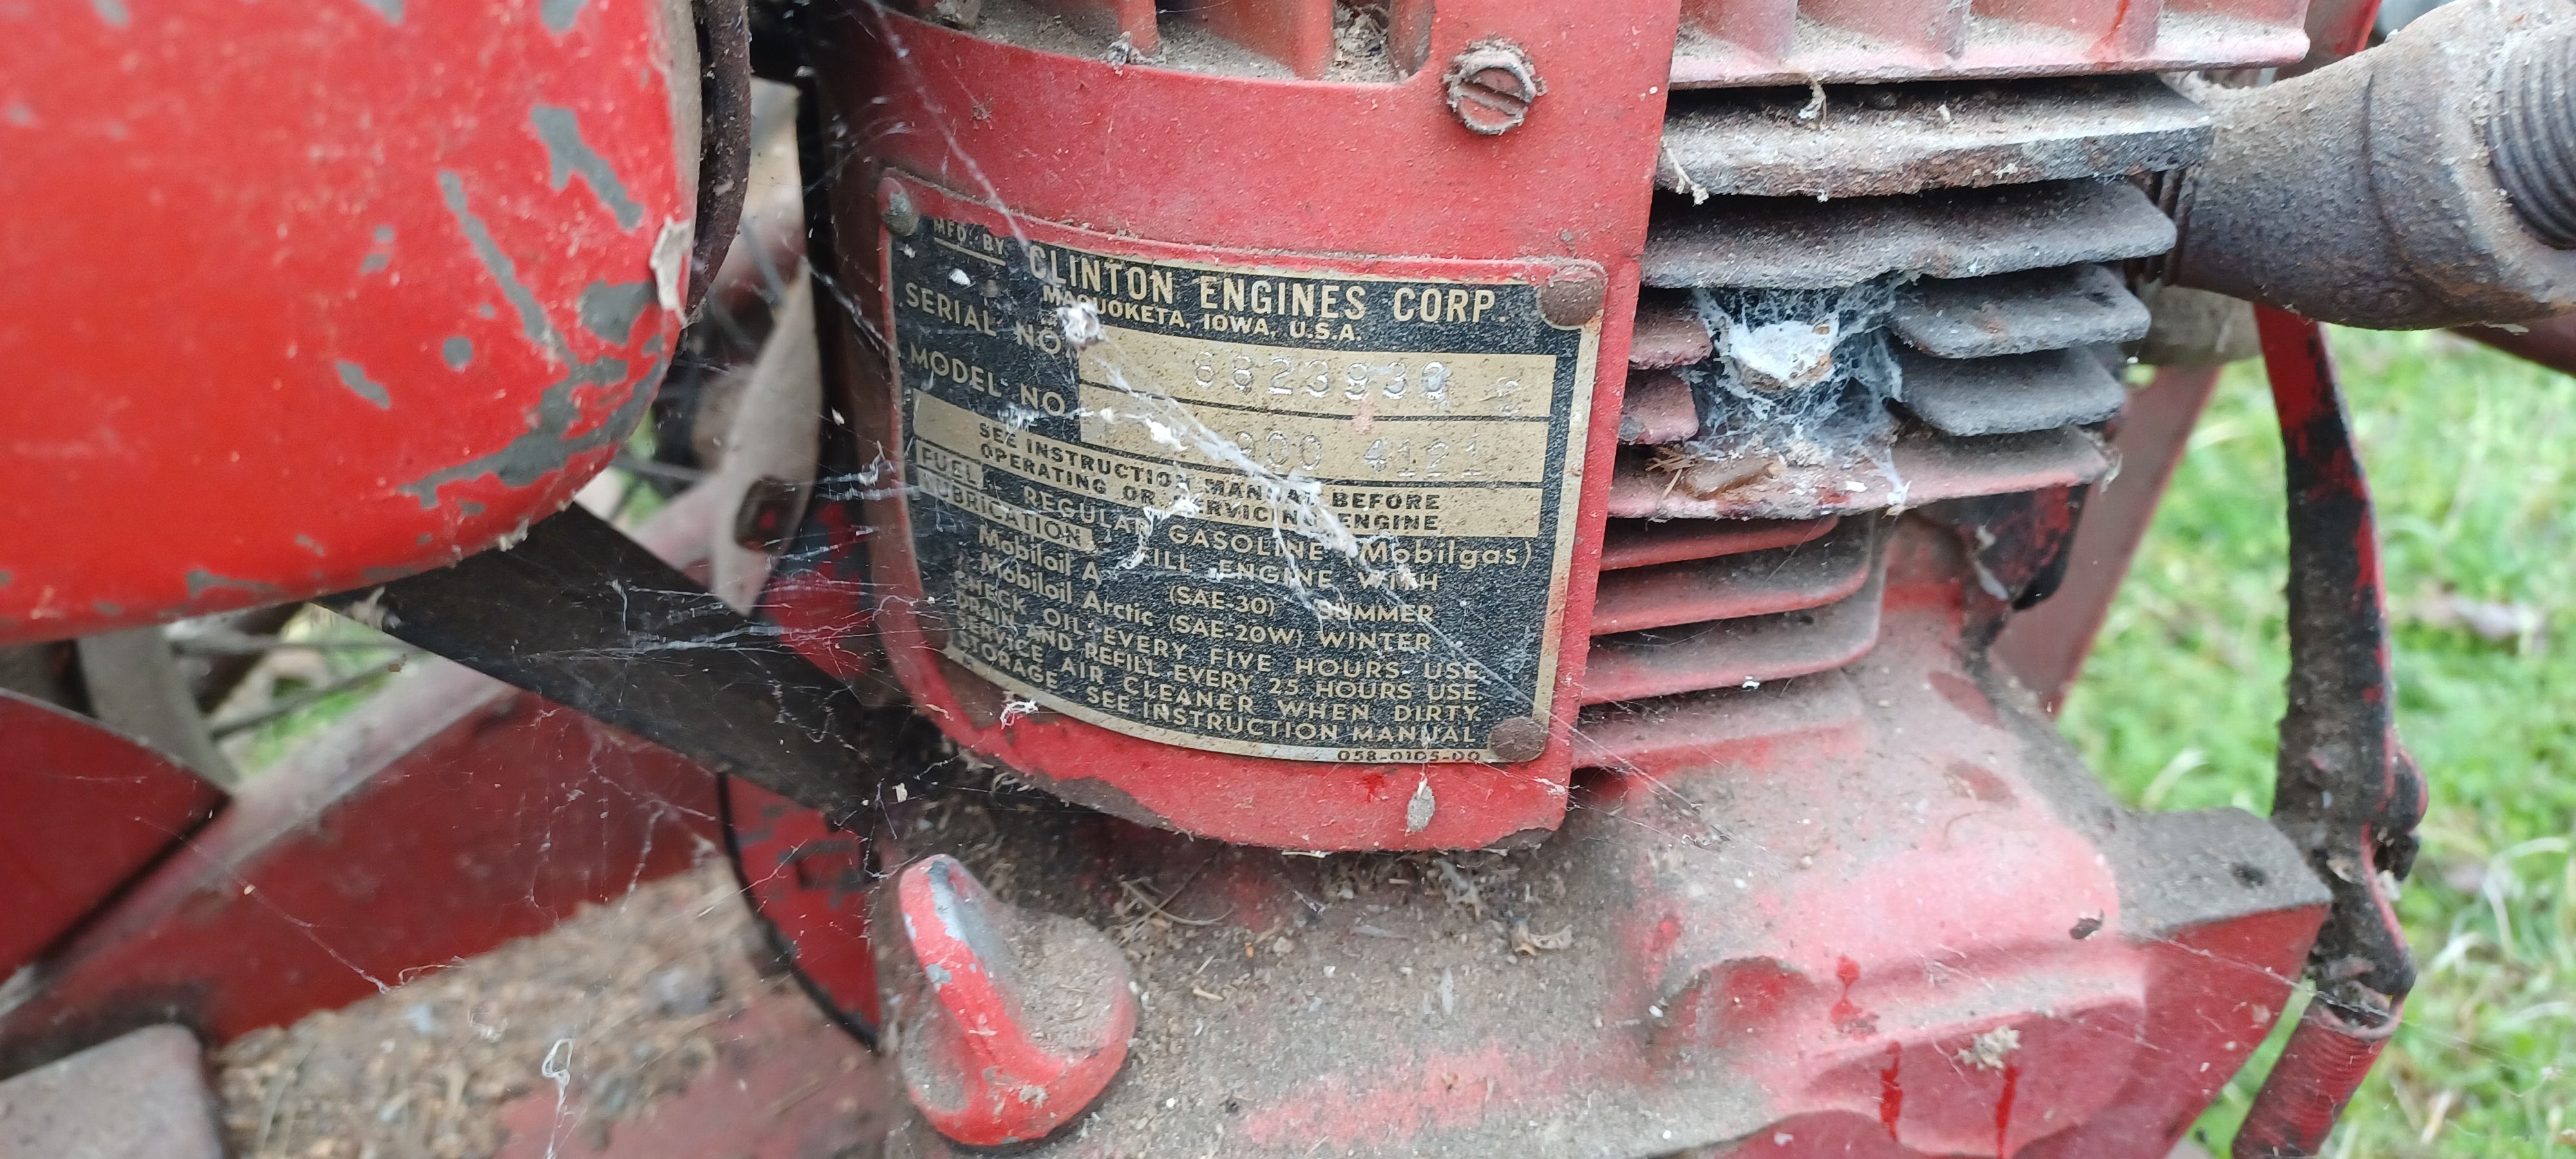 MFD. BY CLINTON ENGINES CORP.
MAQUOKETA, IOWA, U.S.A.
SERIAL NO.
MODEL NO. 900 4121
SEE INSTRUCTION MANUAL BEFORE
OPERATING OR SERVICING ENGINE
FUEL - REGULAR GASOLINE (Mobilgas)
LUBRICATION - FILL ENGINE WITH
Mobiloil A (SAE-30) SUMMER
Mobiloil Arctic (SAE-20W) WINTER
CHECK OIL EVERY FIVE HOURS USE
DRAIN AND REFILL EVERY 25 HOURS USE
SERVICE AIR CLEANER WHEN DIRTY.
STORAGE - SEE INSTRUCTION MANUAL
058-0105-00